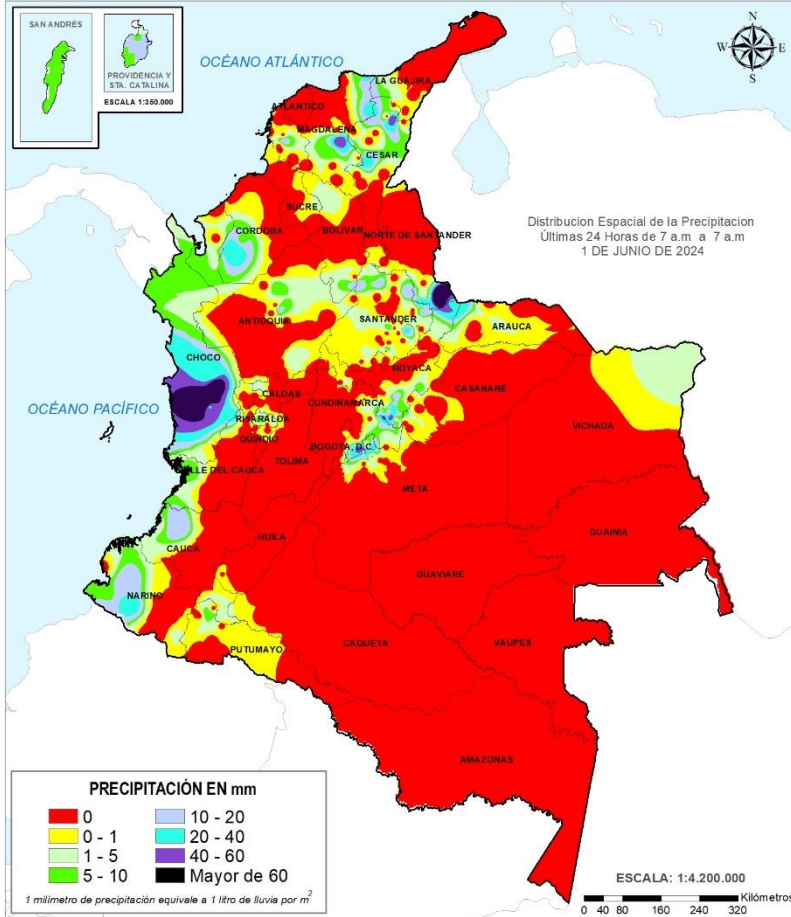 SAN ANDRÉS
PROVIDENCIA Y
STA. CATALINA
ESCALA 1:350.000
OCÉANO ATLÁNTICO
N
W
E
S
LA GUAJIRA
ATLANTICO
MAGDALENA
CESAR
SUCRE
CORDOBA
BOLIVAR
NORTE DE SANTANDER
Distribucion Espacial de la Precipitacion
Últimas 24 Horas de 7 a.m a 7 a.m
1 DE JUNIO DE 2024
ANTIOQUIA
SANTANDER
ARAUCA
CHOCO
BOYACA
CASANARE
OCÉANO PACÍFICO
CALDAS
CUNDINAMARCA
RISARALDA
VICHADA
QUINDIO
BOGOTA, D.C.
TOLIMA
VALLE DEL CAUCA
META
GUAINIA
HUILA
CAUCA
GUAVIARE
NARINO
CAQUETA
VAUPES
PUTUMAYO
AMAZONAS
PRECIPITACIÓN EN mm
0
10 - 20
0 - 1
20 - 40
1 - 5
40 - 60
5 - 10
Mayor de 60
1 milímetro de precipitación equivale a 1 litro de lluvia por m²
ESCALA: 1:4.200.000
Kilómetros
0 40 80 160 240 320